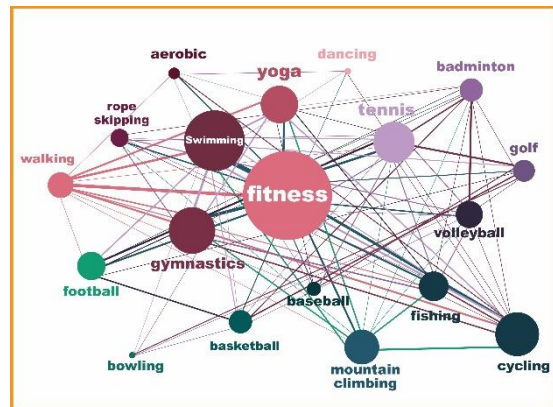 aerobic
yoga
dancing
badminton
rope
skipping
Swimming
tennis
walking
fitness
golf
gymnastics
volleyball
football
baseball
fishing
basketball
bowling
mountain
climbing
cycling